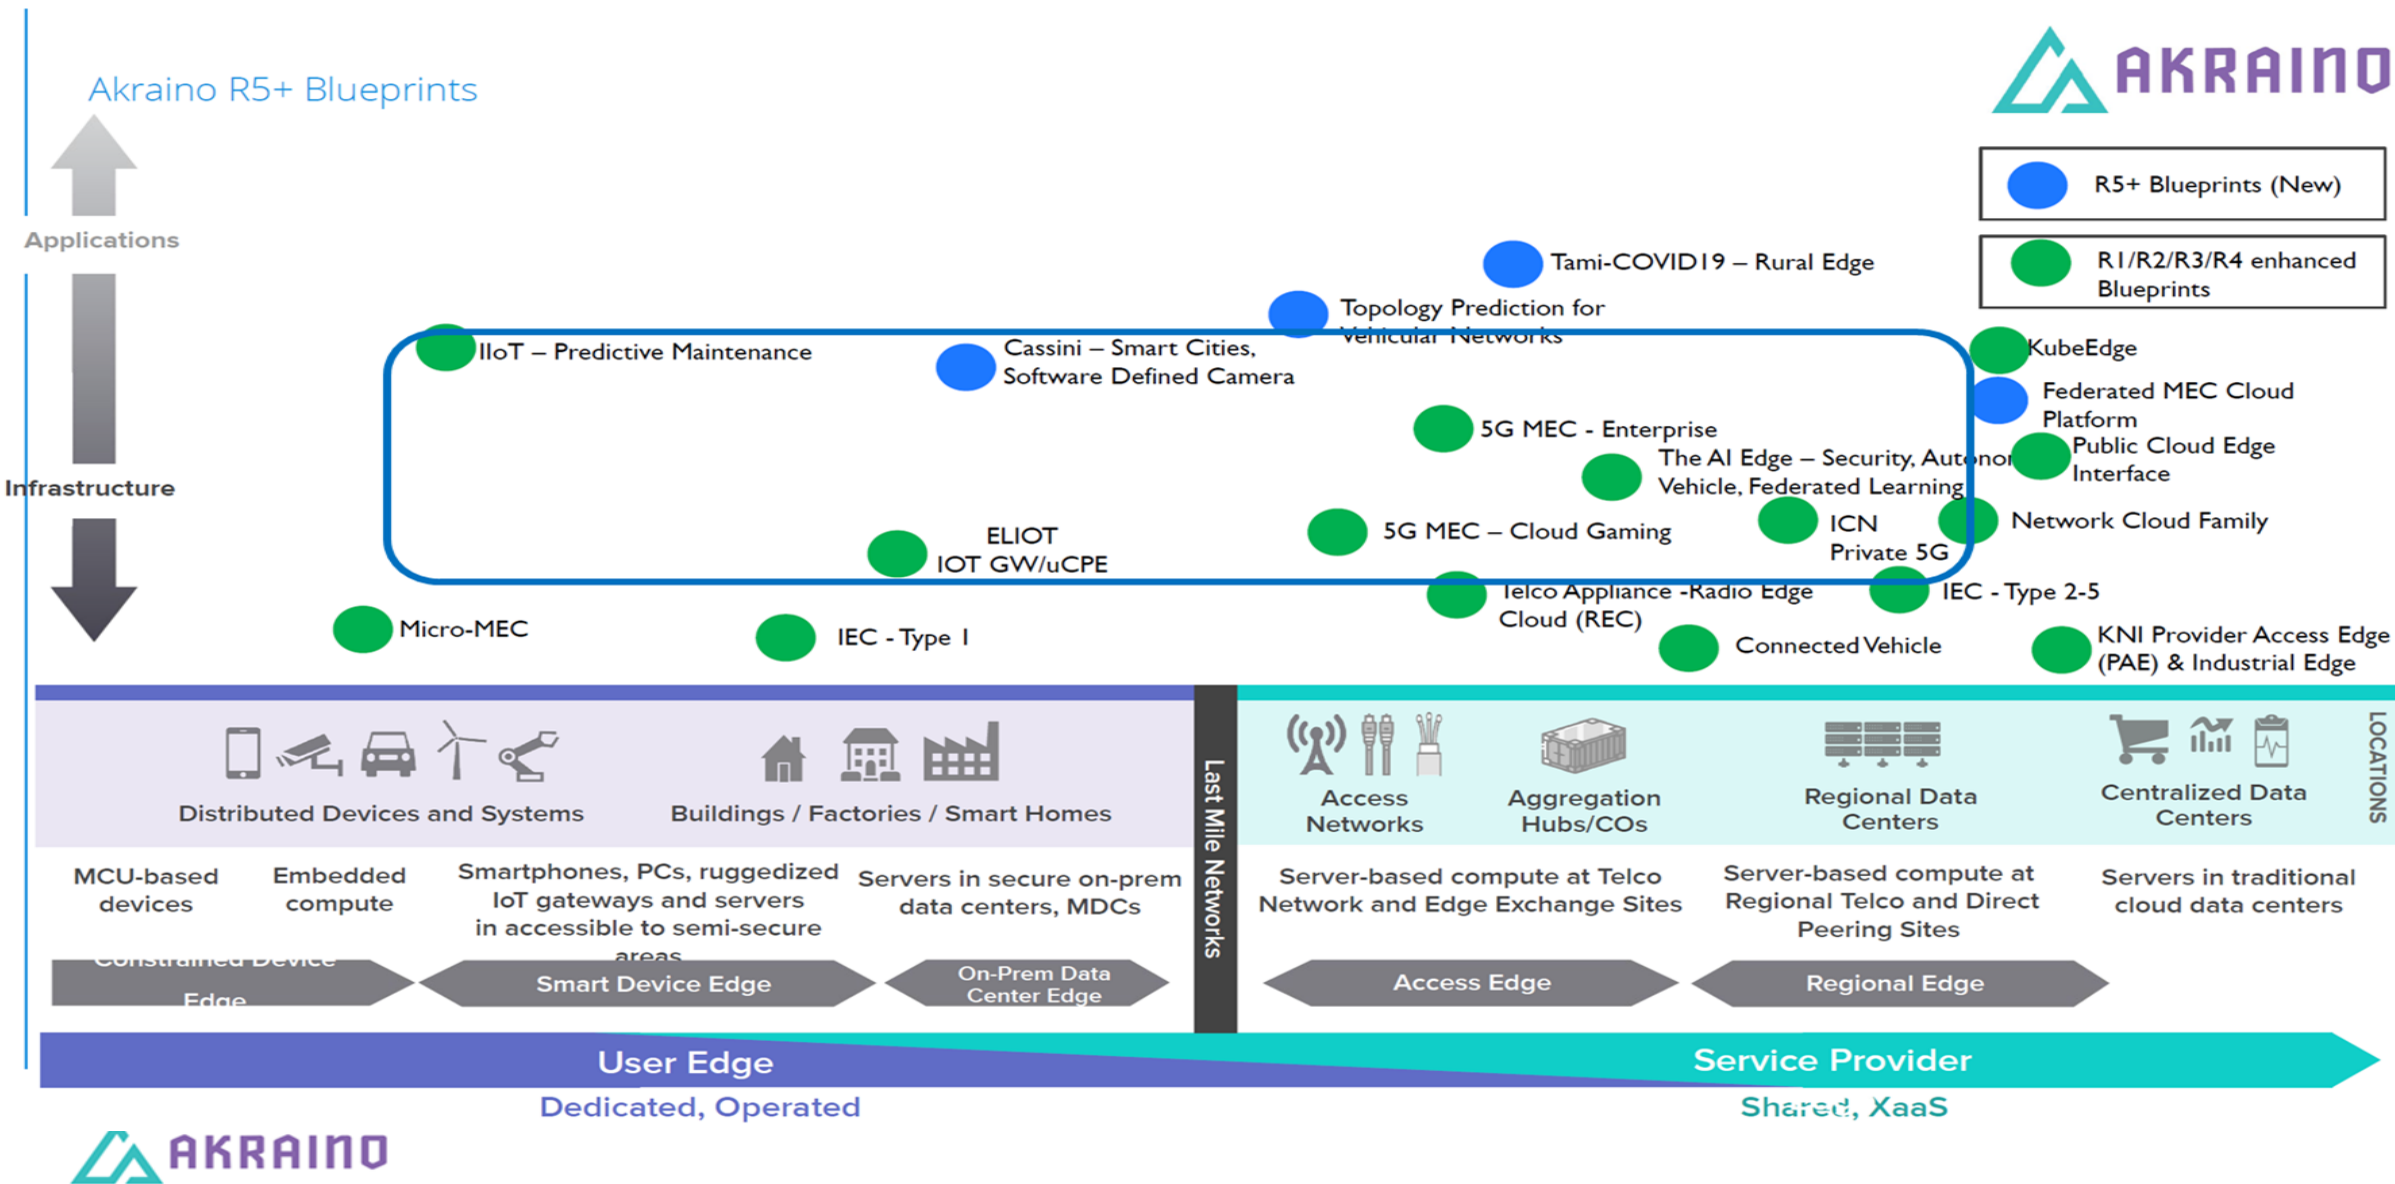 AKRAINO
Akraino R5+ Blueprints
R5+ Blueprints (New)
R1/R2/R3/R4 enhanced
Blueprints
Applications
Infrastructure
Tami-COVID19 – Rural Edge
Topology Prediction for
Vehicular Networks
IIoT – Predictive Maintenance
Cassini – Smart Cities,
Software Defined Camera
KubeEdge
Federated MEC Cloud
Platform
5G MEC - Enterprise
Public Cloud Edge
Interface
The AI Edge – Security, Autonom
Vehicle, Federated Learning
5G MEC – Cloud Gaming
ICN
Private 5G
Network Cloud Family
ELIOT
IOT GW/uCPE
Telco Appliance -Radio Edge
Cloud (REC)
IEC - Type 2-5
Micro-MEC
IEC - Type 1
Connected Vehicle
KNI Provider Access Edge
(PAE) & Industrial Edge
Distributed Devices and Systems
Buildings / Factories / Smart Homes
Last Mile Networks
Access
Networks
Aggregation
Hubs/COs
Regional Data
Centers
Centralized Data
Centers
LOCATIONS
MCU-based
devices
Embedded
compute
Smartphones, PCs, ruggedized
IoT gateways and servers
in accessible to semi-secure
areas
Servers in secure on-prem
data centers, MDCs
Server-based compute at Telco
Network and Edge Exchange Sites
Server-based compute at
Regional Telco and Direct
Peering Sites
Servers in traditional
cloud data centers
Constrained Device
Edge
Smart Device Edge
On-Prem Data
Center Edge
Access Edge
Regional Edge
User Edge
Service Provider
Dedicated, Operated
Shared, XaaS
AKRAINO